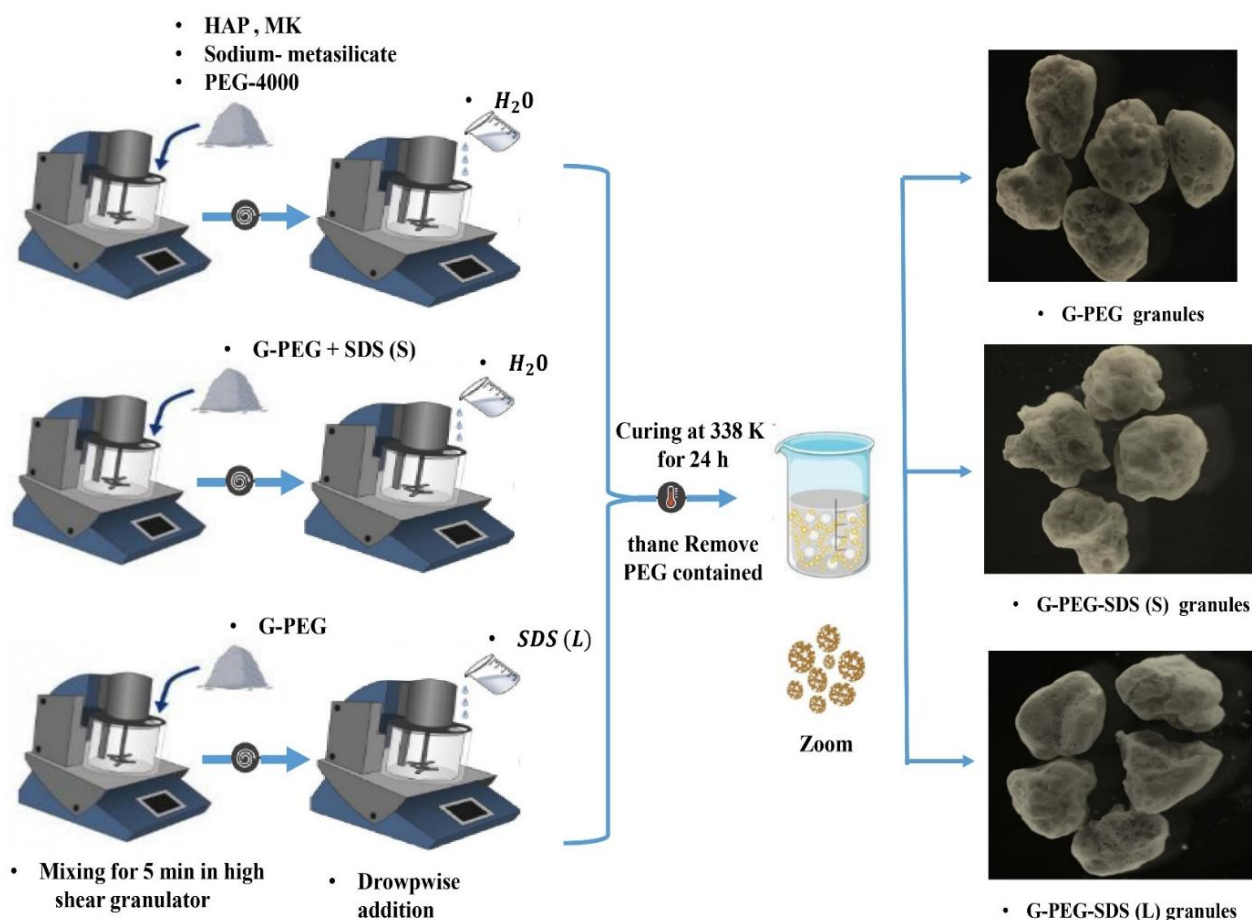 • HAP , MK
• Sodium- metasilicate
• PEG-4000
• H₂0
• G-PEG granules
• G-PEG + SDS (S)
• H₂0
Curing at 338 K
for 24 h
thane Remove
PEG contained
• G-PEG-SDS (S) granules
• G-PEG
• SDS (L)
Zoom
• Mixing for 5 min in high
shear granulator
• Drowpwise
addition
• G-PEG-SDS (L) granules